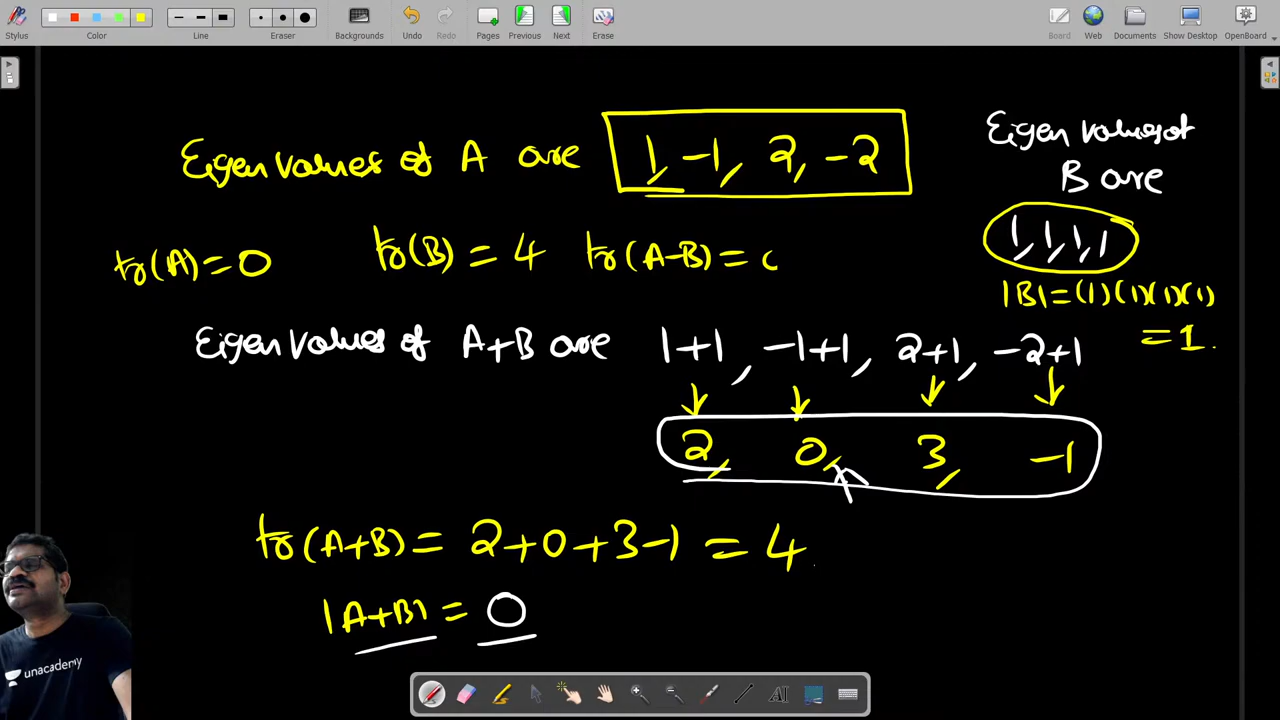 Stylus Color Line Eraser Backgrounds Undo Redo Pages Previous Next Erase Board Web Documents Show Desktop OpenBoard
Eigen values of A are 1, -1, 2, -2
Eigen values of
B are
1, 1, 1, 1
tr(A) = 0 tr(B) = 4 tr(A-B) = 
|B| = (1)(1)(1)(1)
= 1.
Eigen values of A+B are 1+1, -1+1, 2+1, -2+1
2, 0, 3, -1
tr(A+B) = 2+0+3-1 = 4.
|A+B| = 0
unacademy